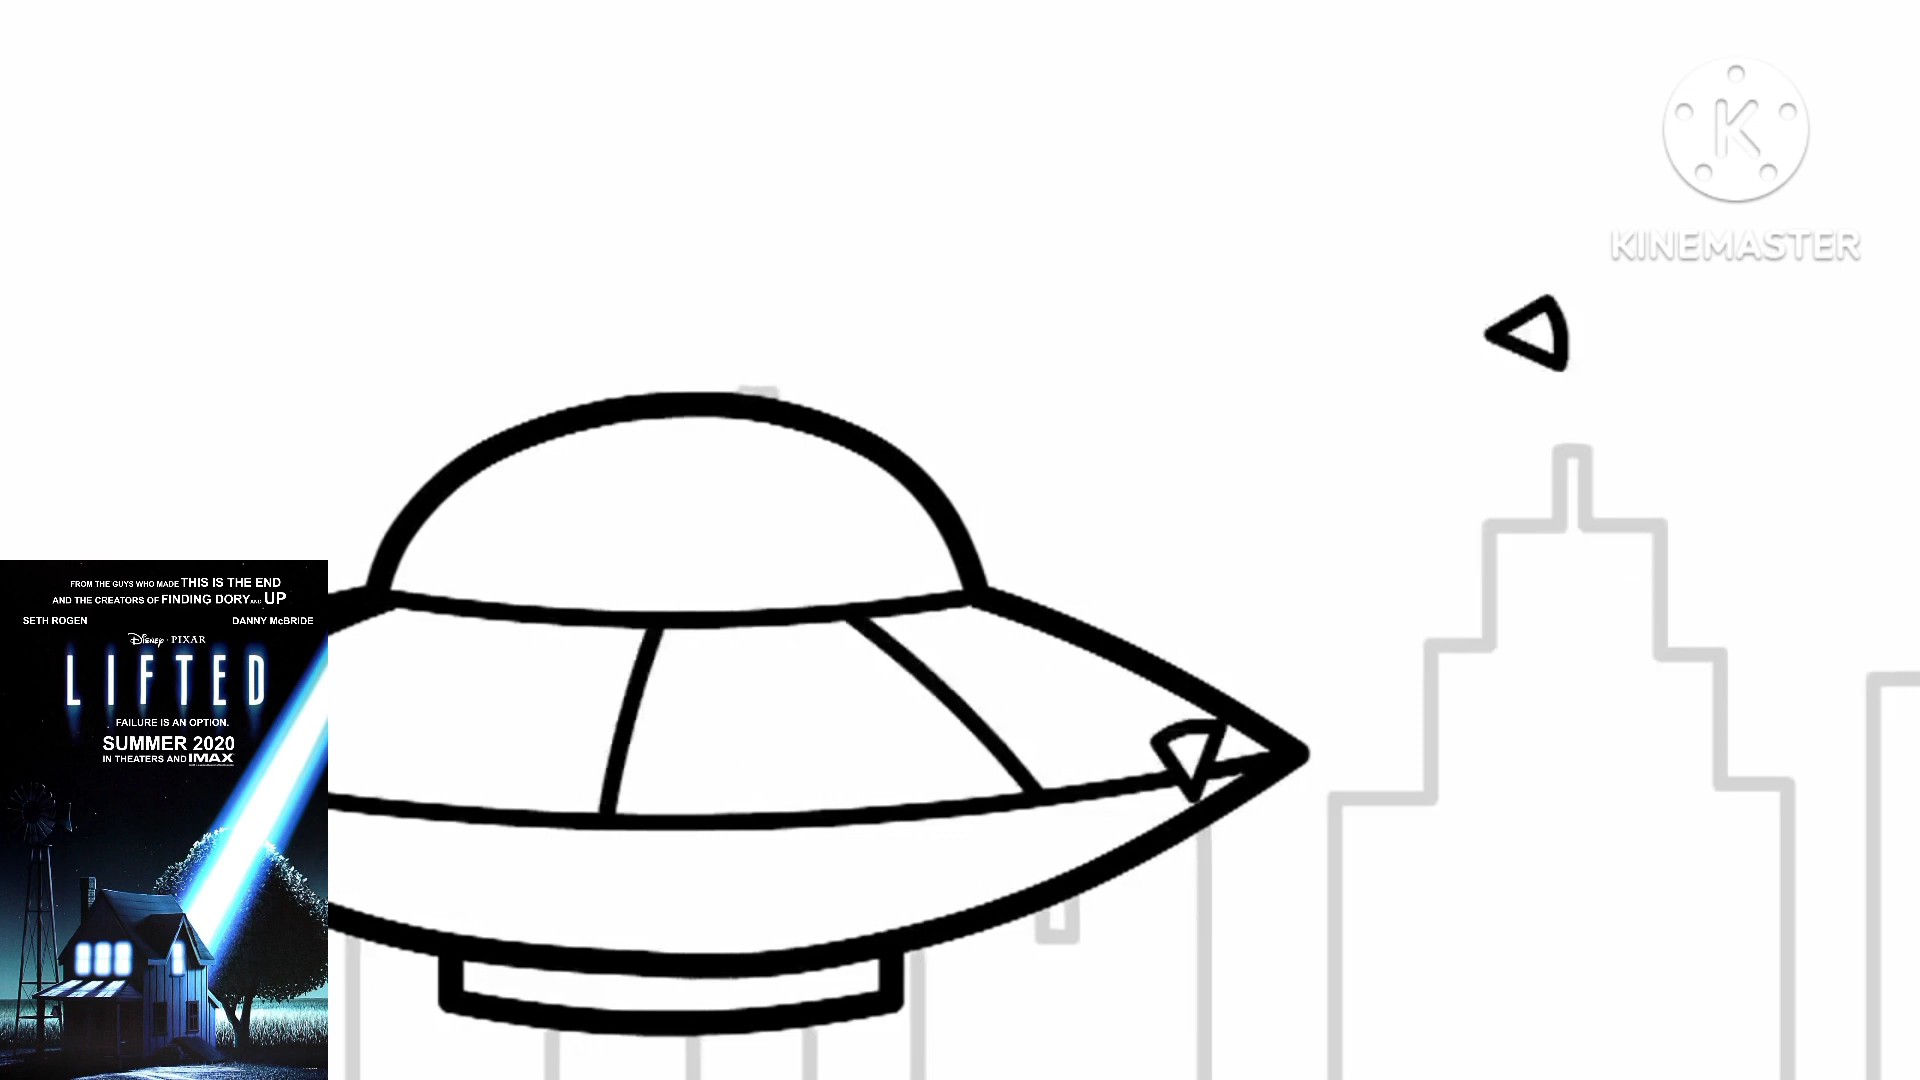 K
KINEMASTER
FROM THE GUYS WHO MADE THIS IS THE END
AND THE CREATORS OF FINDING DORY AND UP
SETH ROGEN DANNY McBRIDE
DISNEY · PIXAR
LIFTED
FAILURE IS AN OPTION.
SUMMER 2020
IN THEATERS AND IMAX